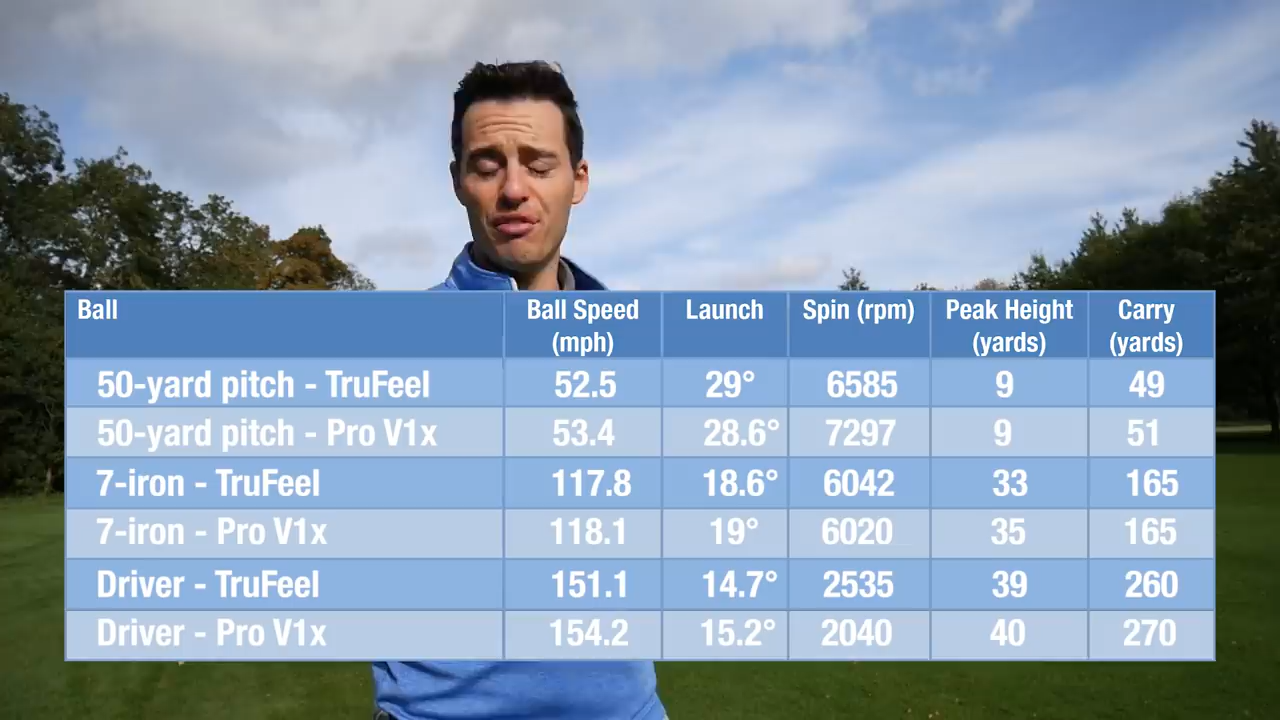 Ball Ball Speed (mph) Launch Spin (rpm) Peak Height (yards) Carry (yards)
50-yard pitch - TruFeel 52.5 29° 6585 9 49
50-yard pitch - Pro V1x 53.4 28.6° 7297 9 51
7-iron - TruFeel 117.8 18.6° 6042 33 165
7-iron - Pro V1x 118.1 19° 6020 35 165
Driver - TruFeel 151.1 14.7° 2535 39 260
Driver - Pro V1x 154.2 15.2° 2040 40 270